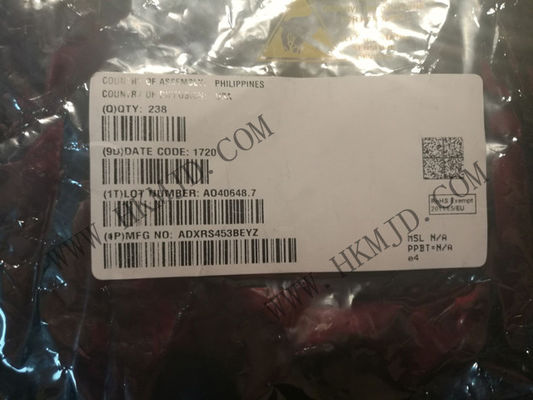 COUNTRY OF ASSEMBLY: PHILIPPINES
COUNTRY OF DIFFUSION: USA
(Q)QTY: 238
(9D)DATE CODE: 1720
(1T)LOT NUMBER: AO40648.7
(1P)MFG NO: ADXRS453BEYZ
RoHS Exempt
2011/65/EU
MSL N/A
PPBT=N/A
e4
WWW.HKMJD.COM
WWW.HKMJD.COM